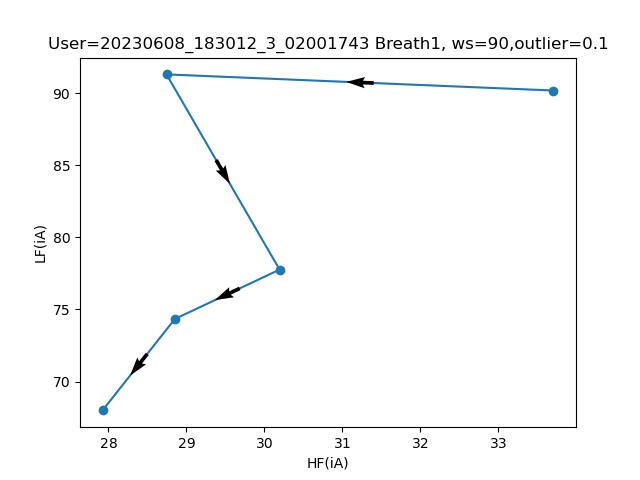 User=20230608_183012_3_02001743 Breath1, ws=90,outlier=0.1
90
85
80
75
70
LF(iA)
28 29 30 31 32 33
HF(iA)